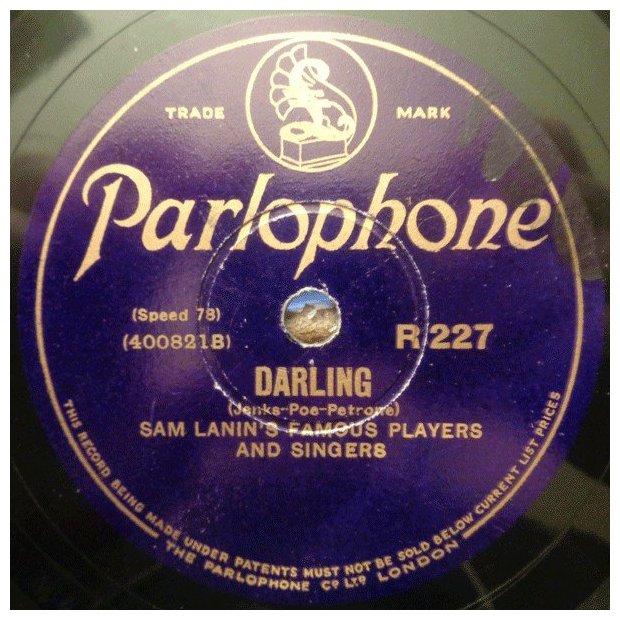 TRADE MARK
Parlophone
(Speed 78)
(400821B)
R 227
DARLING
(Jenks-Poe-Petrone)
SAM LANIN'S FAMOUS PLAYERS
AND SINGERS
THIS RECORD BEING MADE UNDER PATENTS MUST NOT BE SOLD BELOW CURRENT LIST PRICES
THE PARLOPHONE CO LTD LONDON